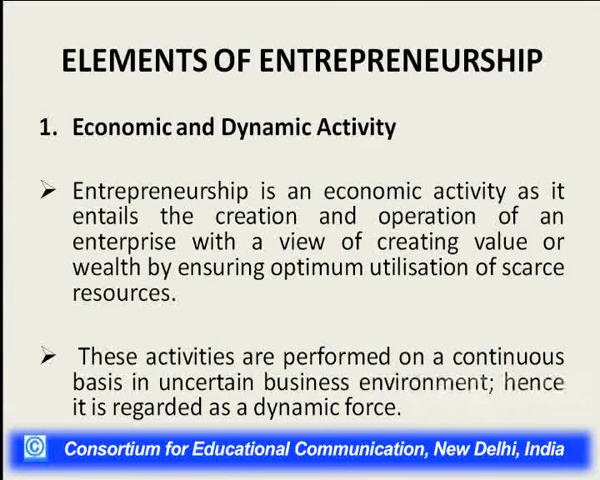 ELEMENTS OF ENTREPRENEURSHIP
1. Economic and Dynamic Activity
➢ Entrepreneurship is an economic activity as it
entails the creation and operation of an
enterprise with a view of creating value or
wealth by ensuring optimum utilisation of scarce
resources.
➢ These activities are performed on a continuous
basis in uncertain business environment; hence
it is regarded as a dynamic force.
© Consortium for Educational Communication, New Delhi, India